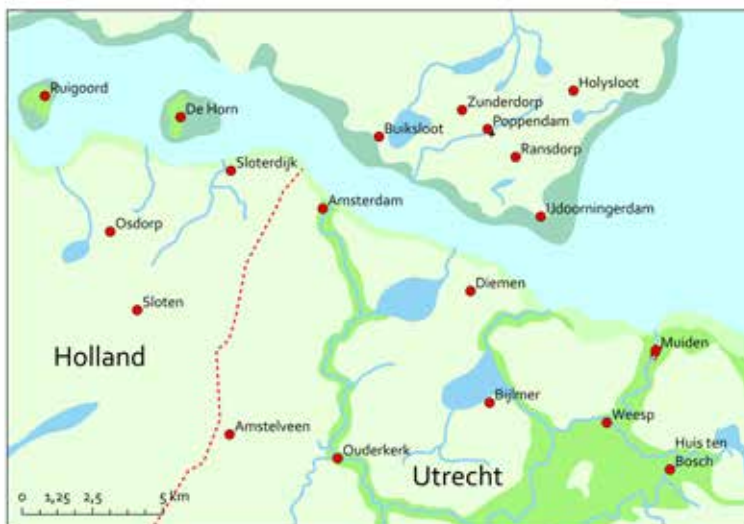 Ruigoord
De Horn
Holysloot
Zunderdorp
Poppendam
Buiksloot
Ransdorp
Sloterdijk
Amsterdam
Udoorningerdam
Osdorp
Diemen
Sloten
Holland
Muiden
Bijlmer
Weesp
Amstelveen
Ouderkerk
Utrecht
Huis ten
Bosch
0 1,25 2,5 5 km